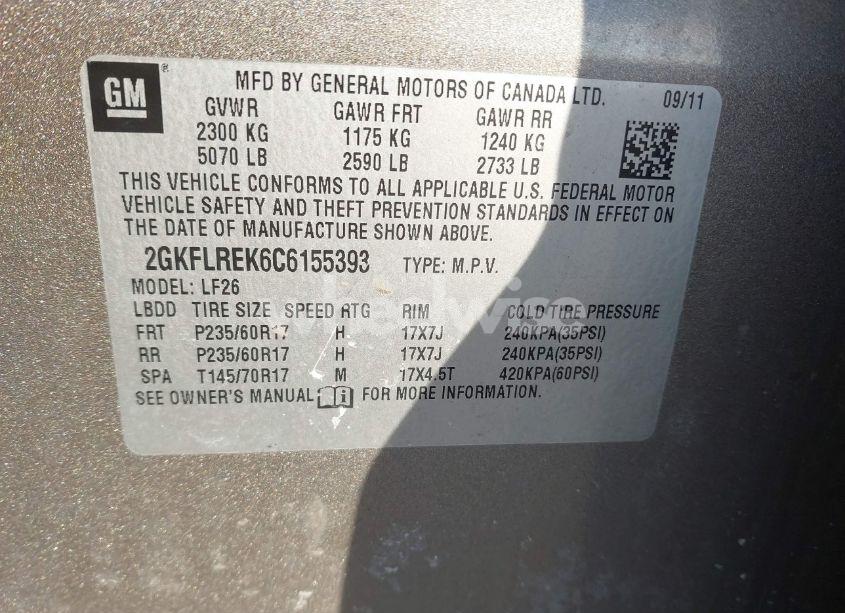 GM ® MFD BY GENERAL MOTORS OF CANADA LTD. 09/11
GVWR GAWR FRT GAWR RR
2300 KG 1175 KG 1240 KG
5070 LB 2590 LB 2733 LB
THIS VEHICLE CONFORMS TO ALL APPLICABLE U.S. FEDERAL MOTOR
VEHICLE SAFETY AND THEFT PREVENTION STANDARDS IN EFFECT ON
THE DATE OF MANUFACTURE SHOWN ABOVE.
2GKFLREK6C6155393 TYPE: M.P.V.
MODEL: LF26
LBDD TIRE SIZE SPEED RTG RIM COLD TIRE PRESSURE
FRT P235/60R17 H 17X7J 240KPA(35PSI)
RR P235/60R17 H 17X7J 240KPA(35PSI)
SPA T145/70R17 M 17X4.5T 420KPA(60PSI)
SEE OWNER'S MANUAL FOR MORE INFORMATION.